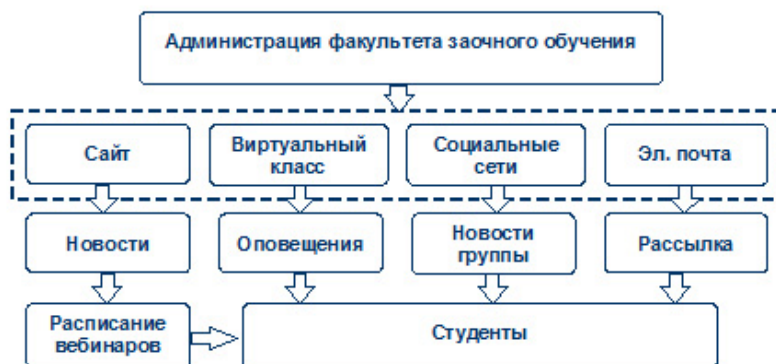 Администрация факультета заочного обучения
Сайт
Виртуальный
класс
Социальные
сети
Эл. почта
Новости
Оповещения
Новости
группы
Рассылка
Расписание
вебинаров
Студенты